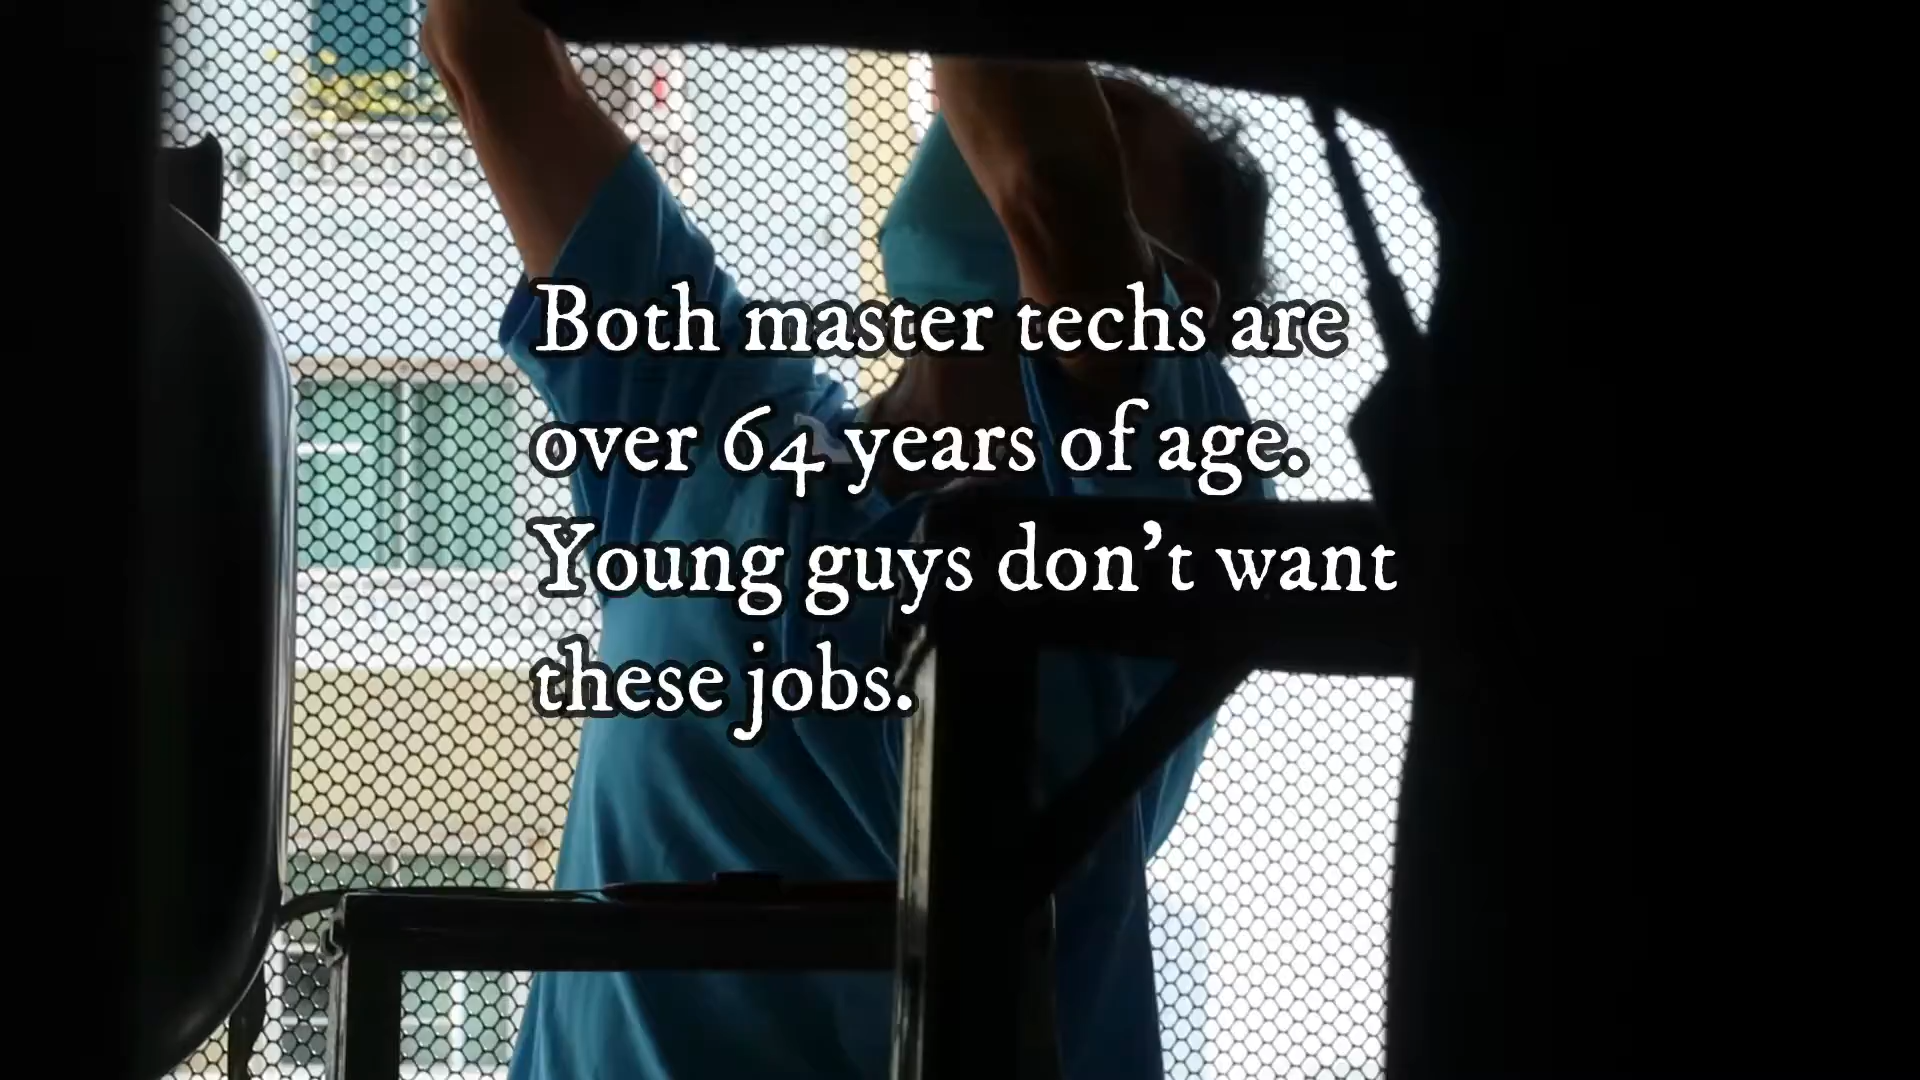 Both master techs are
over 64 years of age.
Young guys don't want
these jobs.